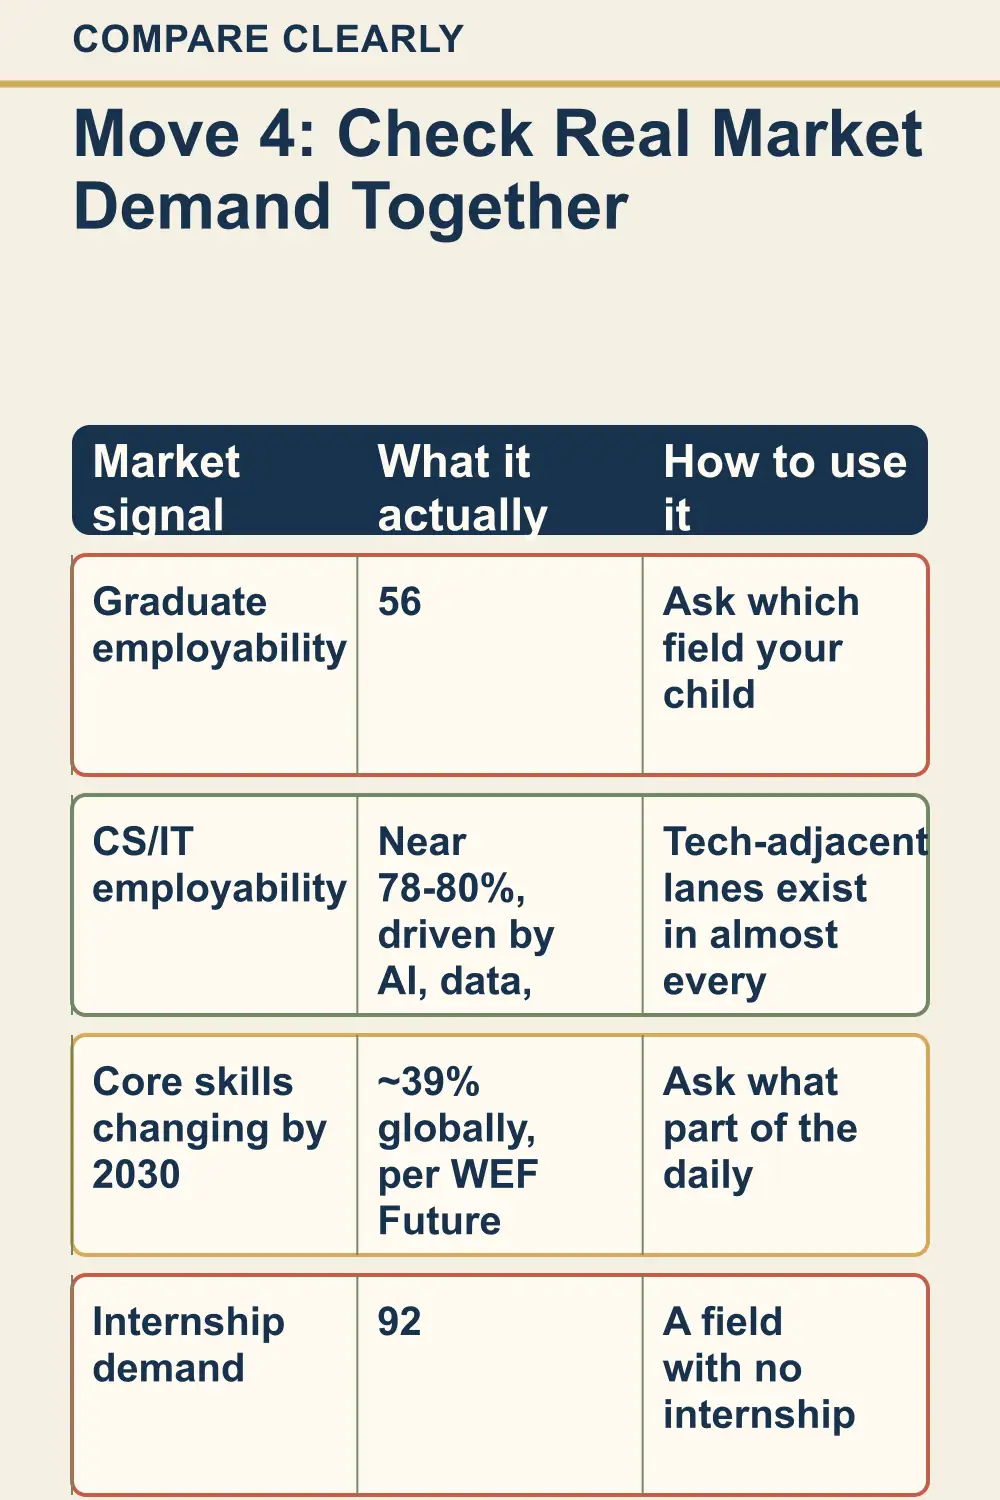 COMPARE CLEARLY
Move 4: Check Real Market
Demand Together
Market
signal
What it
actually
How to use
it
Graduate
employability
56
Ask which
field your
child
CS/IT
employability
Near
78-80%,
driven by
AI, data,
Tech-adjacent
lanes exist
in almost
every
Core skills
changing by
2030
~39%
globally,
per WEF
Future
Ask what
part of the
daily
Internship
demand
92
A field
with no
internship